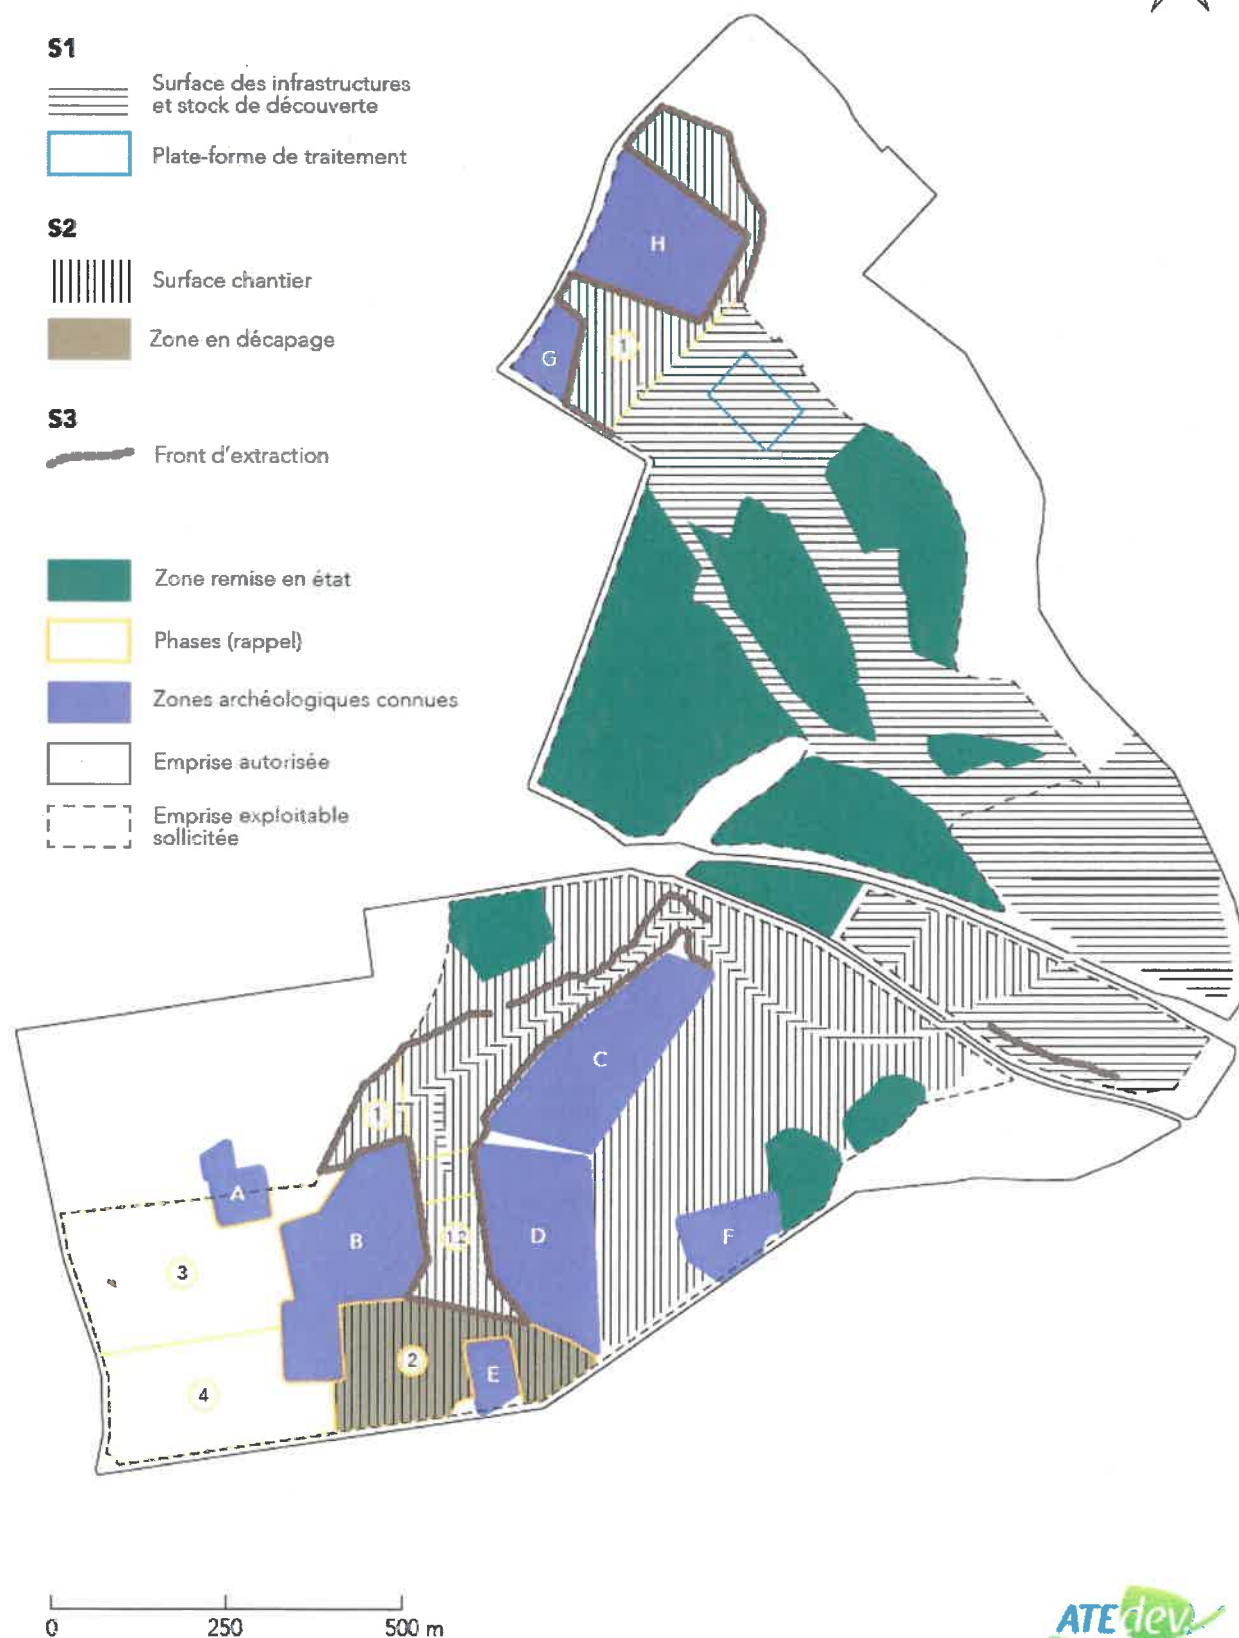 S1
Surface des infrastructures
et stock de découverte
Plate-forme de traitement
S2
Surface chantier
Zone en décapage
S3
Front d'extraction
Zone remise en état
Phases (rappel)
Zones archéologiques connues
Emprise autorisée
Emprise exploitable
sollicitée
H
G
1
C
1
A
B
1.2
D
F
3
2
E
4
0 250 500 m
ATEdev